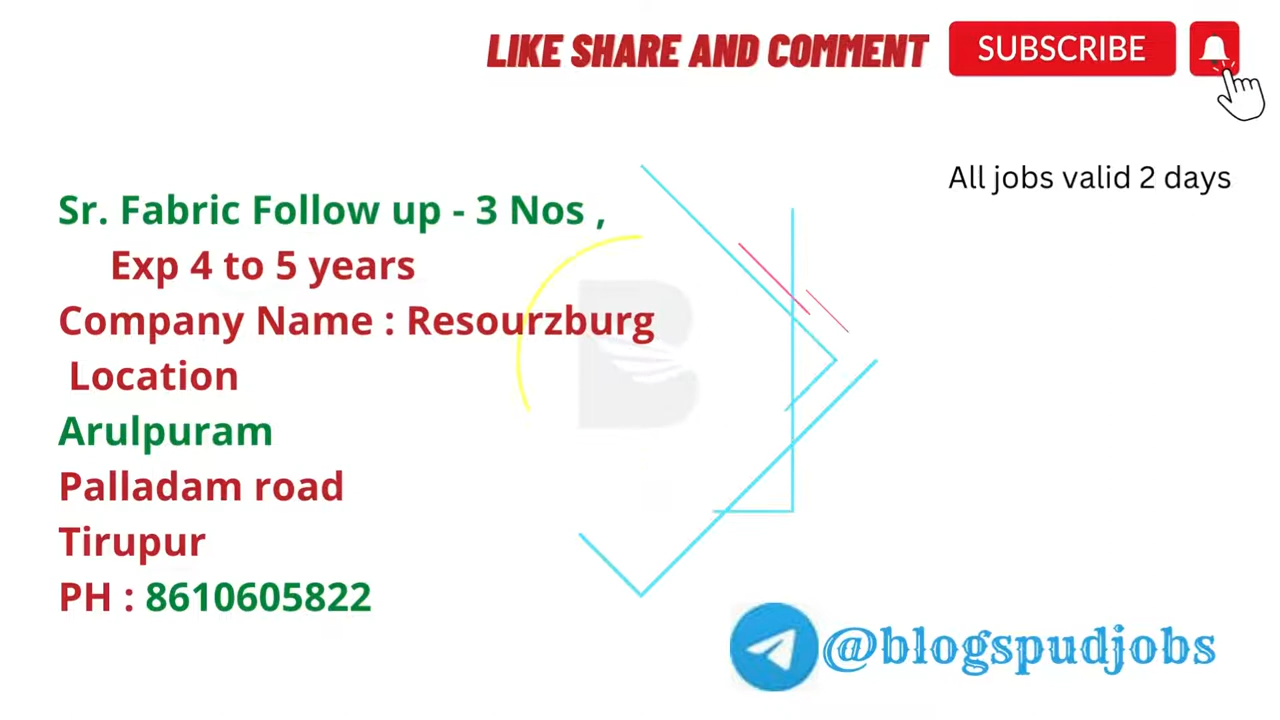 LIKE SHARE AND COMMENT SUBSCRIBE
All jobs valid 2 days
Sr. Fabric Follow up - 3 Nos ,
Exp 4 to 5 years
Company Name : Resourzburg
Location
Arulpuram
Palladam road
Tirupur
PH : 8610605822
@blogspudjobs